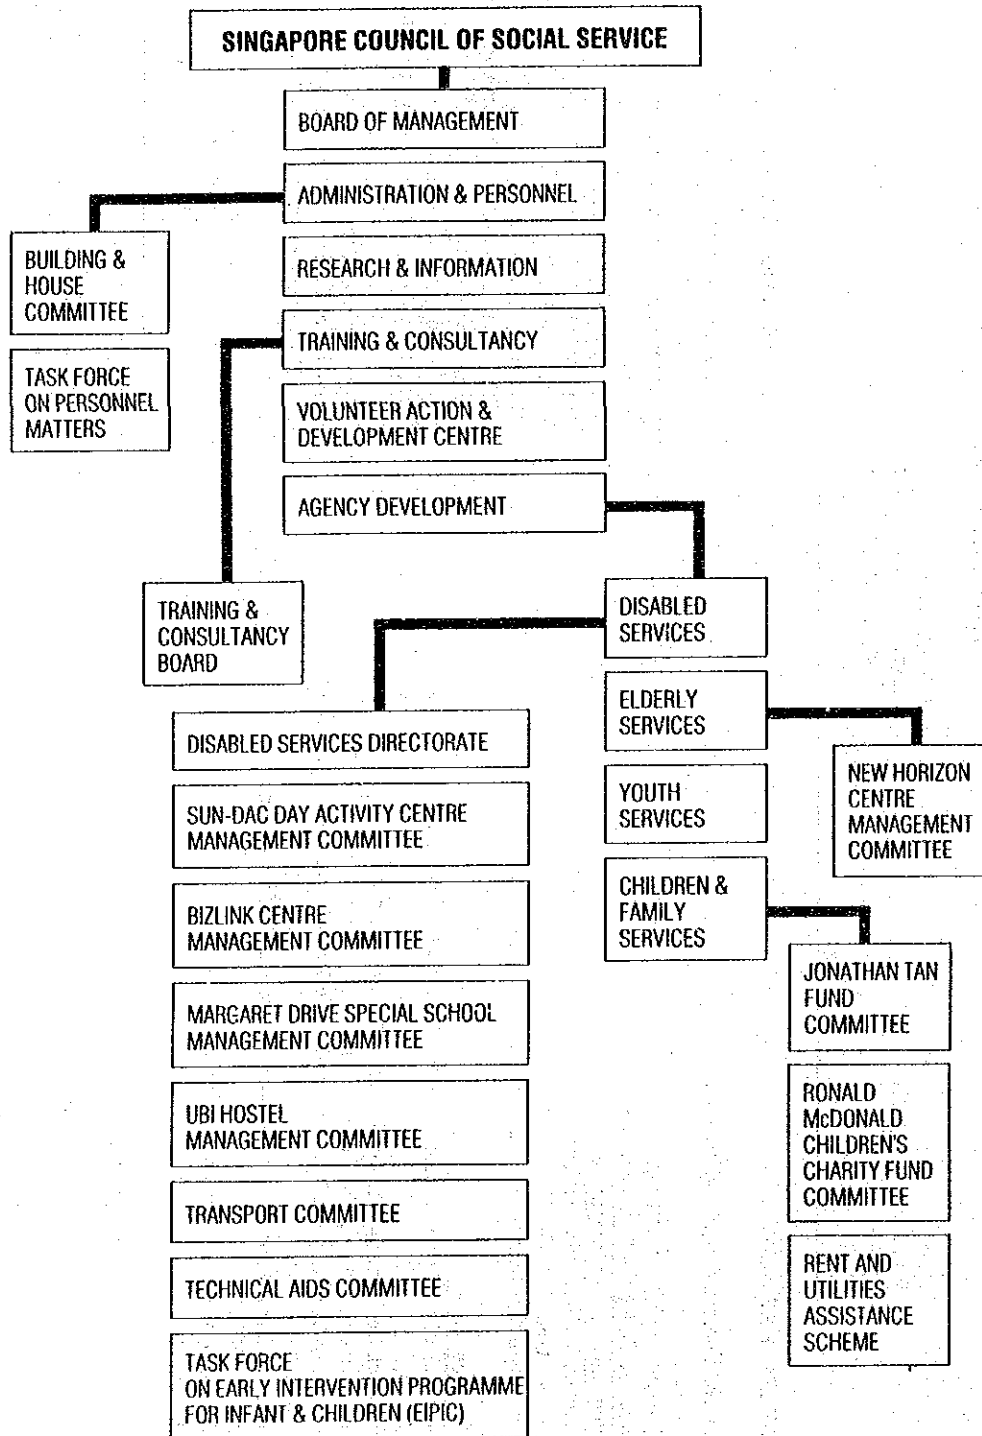 SINGAPORE COUNCIL OF SOCIAL SERVICE
BOARD OF MANAGEMENT
ADMINISTRATION & PERSONNEL
BUILDING &
HOUSE
COMMITTEE
TASK FORCE
ON PERSONNEL
MATTERS
RESEARCH & INFORMATION
TRAINING & CONSULTANCY
VOLUNTEER ACTION &
DEVELOPMENT CENTRE
AGENCY DEVELOPMENT
TRAINING &
CONSULTANCY
BOARD
DISABLED
SERVICES
ELDERLY
SERVICES
YOUTH
SERVICES
CHILDREN &
FAMILY
SERVICES
NEW HORIZON
CENTRE
MANAGEMENT
COMMITTEE
DISABLED SERVICES DIRECTORATE
SUN-DAC DAY ACTIVITY CENTRE
MANAGEMENT COMMITTEE
BIZLINK CENTRE
MANAGEMENT COMMITTEE
MARGARET DRIVE SPECIAL SCHOOL
MANAGEMENT COMMITTEE
UBI HOSTEL
MANAGEMENT COMMITTEE
TRANSPORT COMMITTEE
TECHNICAL AIDS COMMITTEE
TASK FORCE
ON EARLY INTERVENTION PROGRAMME
FOR INFANT & CHILDREN (EIPIC)
JONATHAN TAN
FUND
COMMITTEE
RONALD
McDONALD
CHILDREN'S
CHARITY FUND
COMMITTEE
RENT AND
UTILITIES
ASSISTANCE
SCHEME